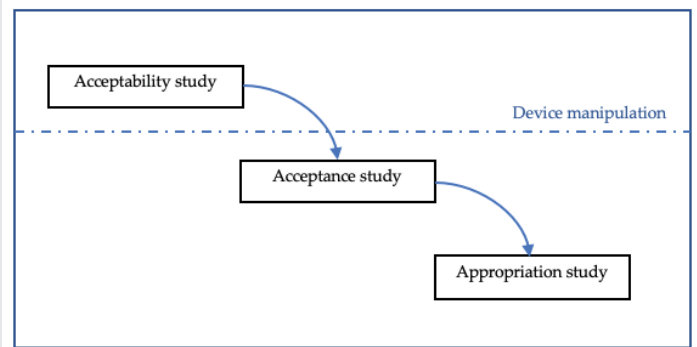 Acceptability study
Device manipulation
Acceptance study
Appropriation study